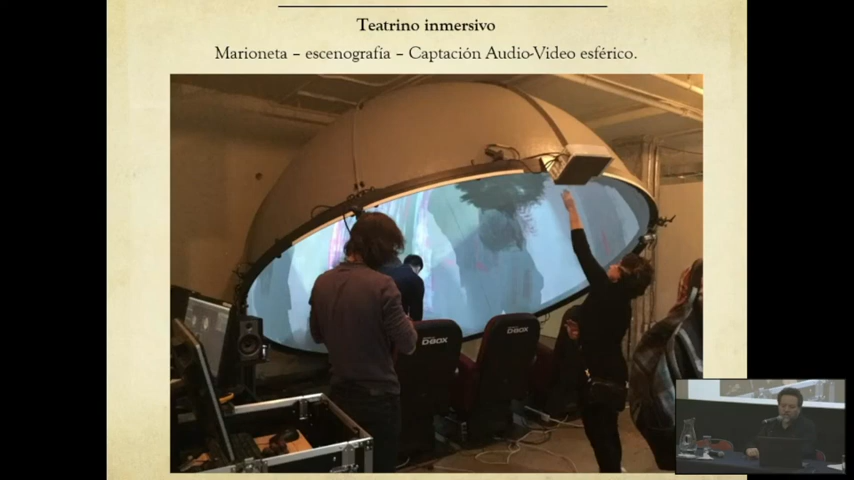 Teatrino inmersivo
Marioneta – escenografía – Captación Audio-Video esférico.
DBOX
DBOX